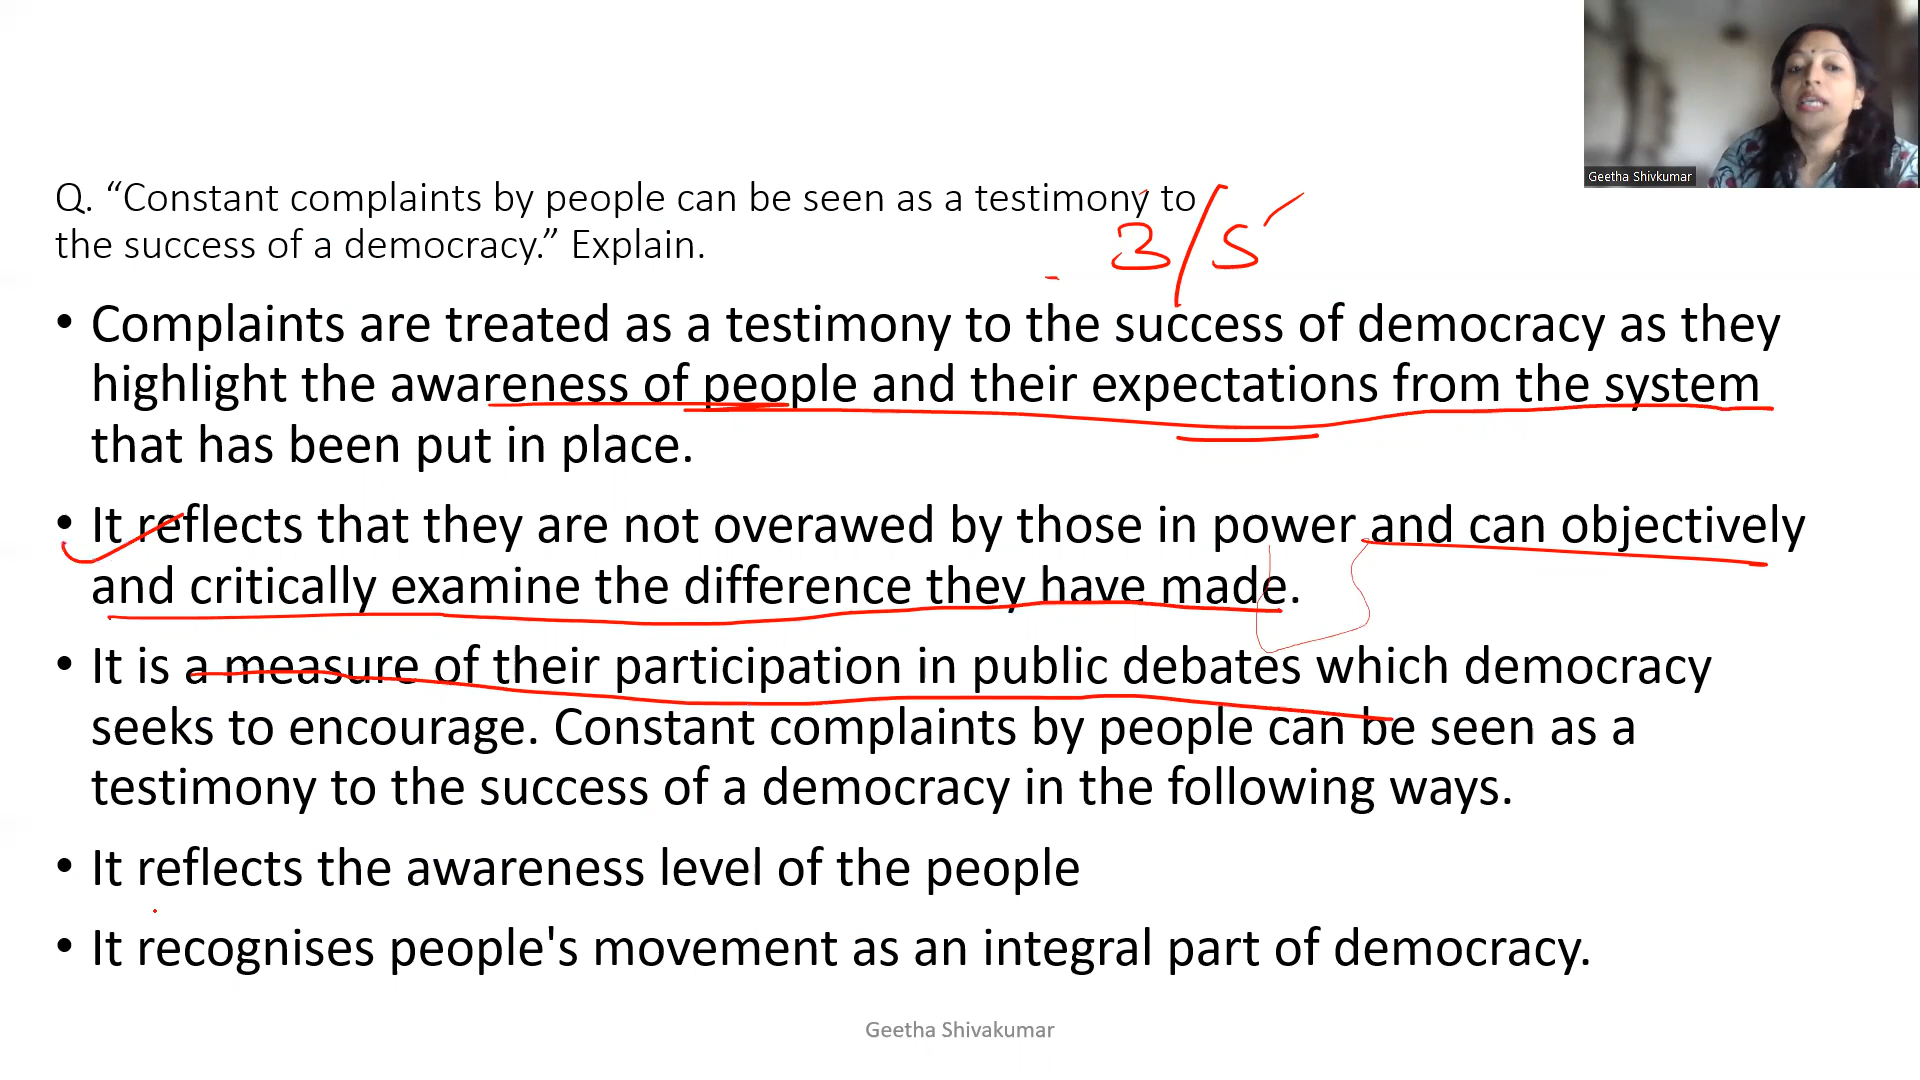 Geetha Shivkumar
Q. “Constant complaints by people can be seen as a testimony to
the success of a democracy.” Explain.
3/5
• Complaints are treated as a testimony to the success of democracy as they
highlight the awareness of people and their expectations from the system
that has been put in place.
• It reflects that they are not overawed by those in power and can objectively
and critically examine the difference they have made.
• It is a measure of their participation in public debates which democracy
seeks to encourage. Constant complaints by people can be seen as a
testimony to the success of a democracy in the following ways.
• It reflects the awareness level of the people
• It recognises people's movement as an integral part of democracy.
Geetha Shivakumar